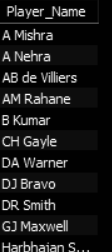 Player_Name
A Mishra
A Nehra
AB de Villiers
AM Rahane
B Kumar
CH Gayle
DA Warner
DJ Bravo
DR Smith
GJ Maxwell
Harbhajan S...